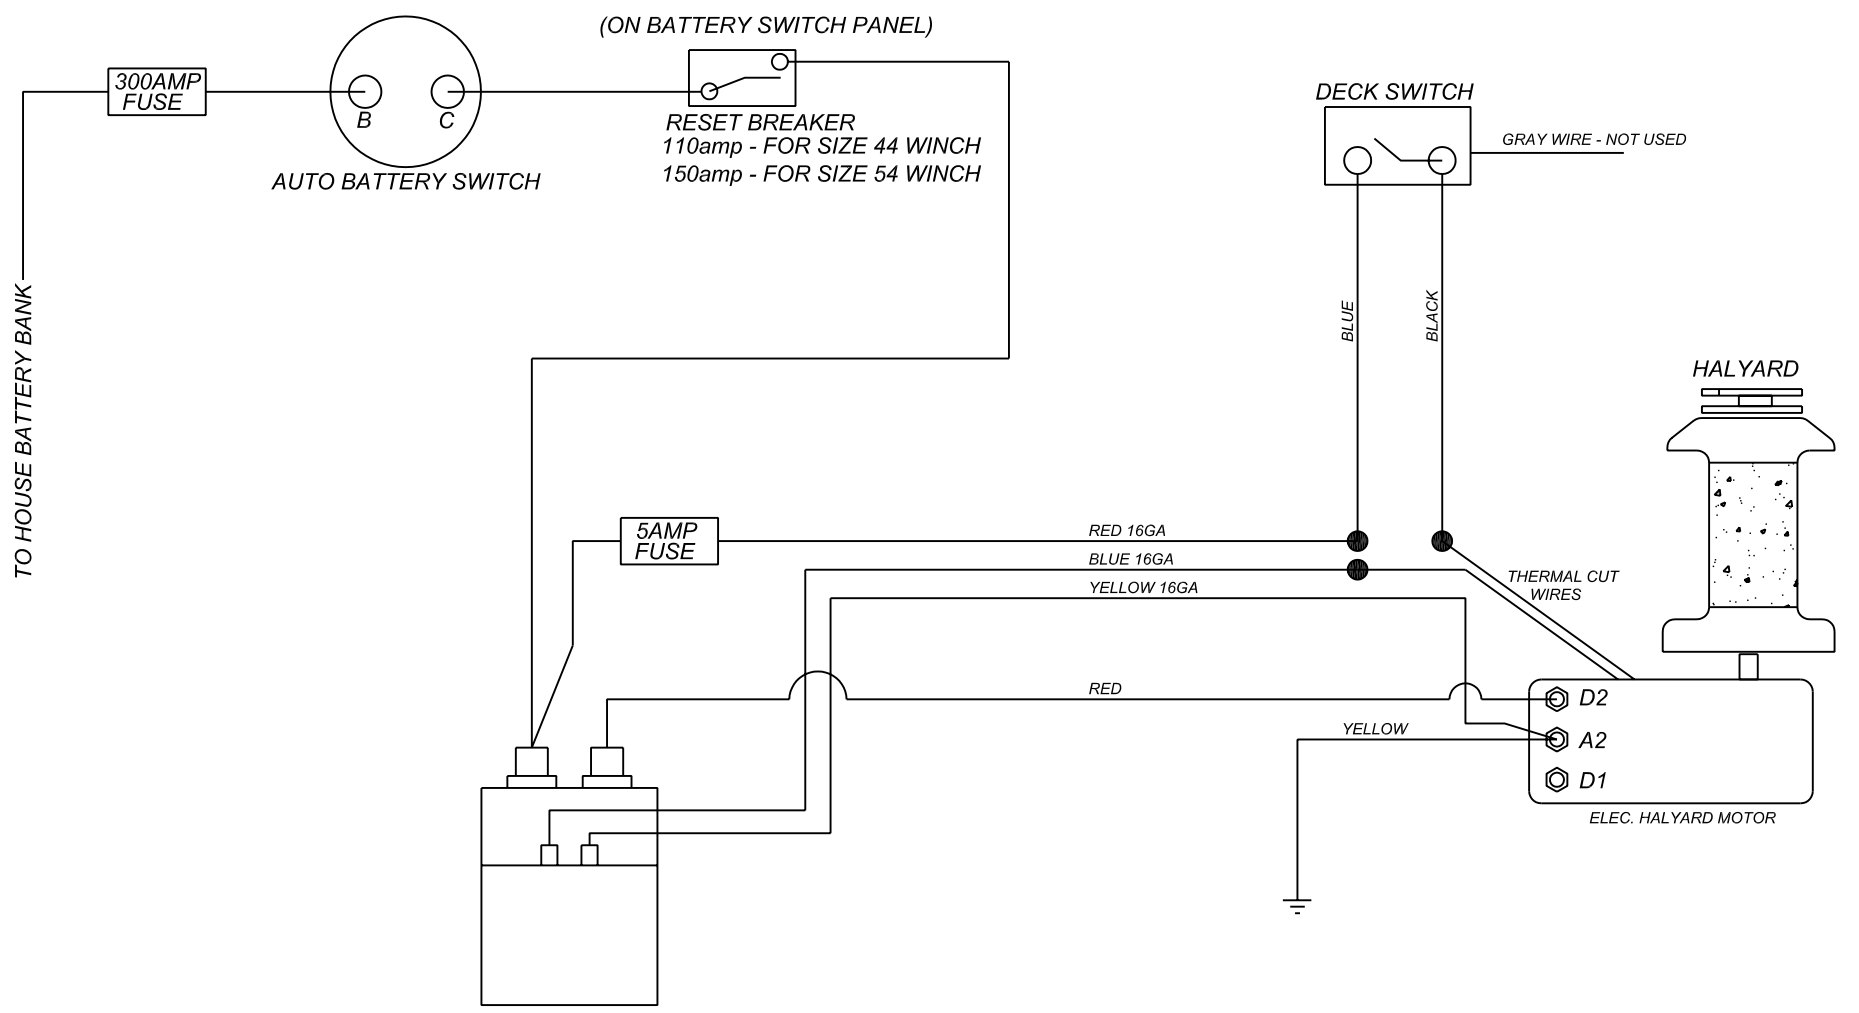 (ON BATTERY SWITCH PANEL)
300AMP
FUSE
B
C
AUTO BATTERY SWITCH
RESET BREAKER
110amp - FOR SIZE 44 WINCH
150amp - FOR SIZE 54 WINCH
DECK SWITCH
GRAY WIRE - NOT USED
TO HOUSE BATTERY BANK
BLUE
BLACK
HALYARD
5AMP
FUSE
RED 16GA
BLUE 16GA
YELLOW 16GA
THERMAL CUT
WIRES
RED
YELLOW
D2
A2
D1
ELEC. HALYARD MOTOR